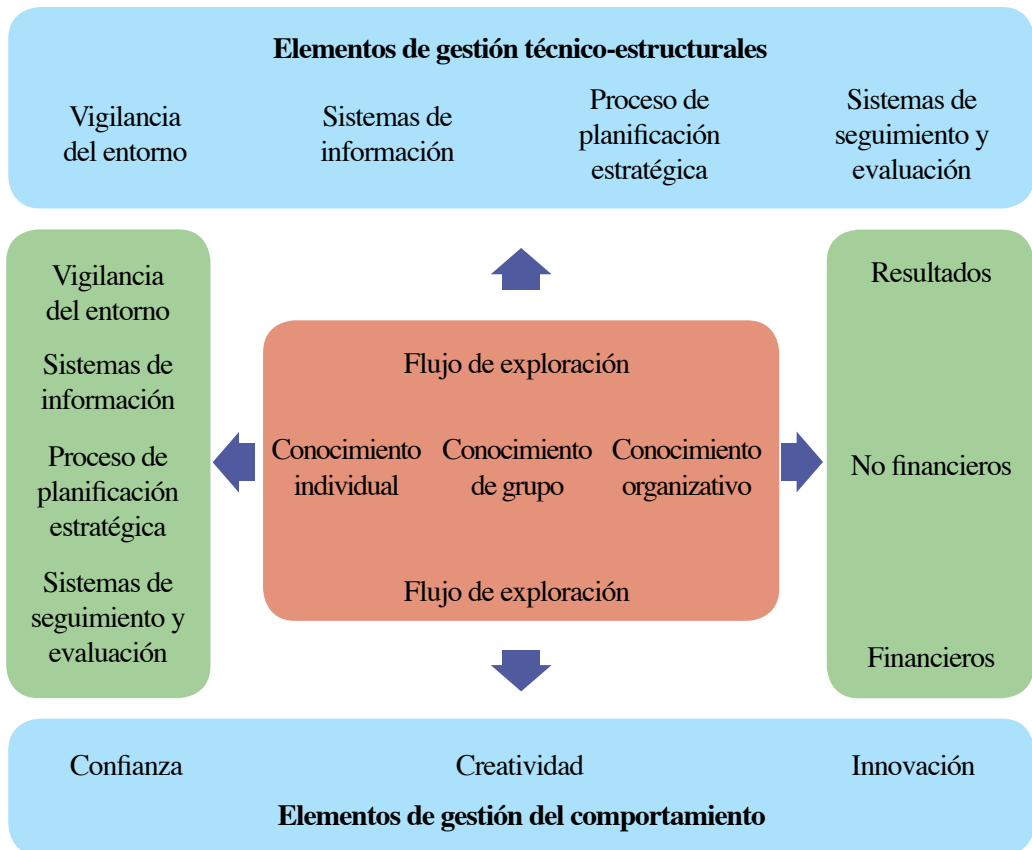 Elementos de gestión técnico-estructurales
Vigilancia
del entorno
Sistemas de
información
Proceso de
planificación
estratégica
Sistemas de
seguimiento y
evaluación
Vigilancia
del entorno
Sistemas de
información
Proceso de
planificación
estratégica
Sistemas de
seguimiento y
evaluación
Flujo de exploración
Conocimiento
individual
Conocimiento
de grupo
Conocimiento
organizativo
Flujo de exploración
Resultados
No financieros
Financieros
Confianza
Creatividad
Innovación
Elementos de gestión del comportamiento